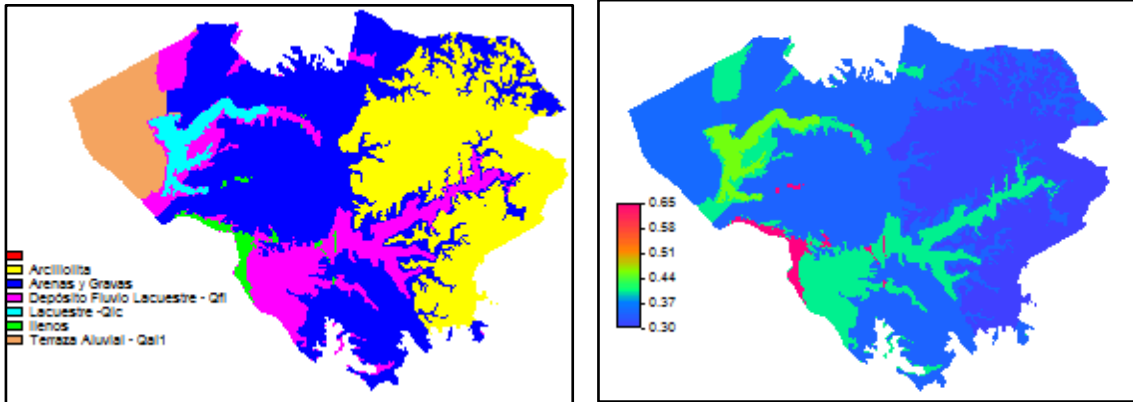 Arcillolita
Arenas y Gravas
Depósito Fluvio Lacuestre - Qfl
Lacuestre -Qlc
llenos
Terraza Aluvial - Qal1
0.65
0.58
0.51
0.44
0.37
0.30